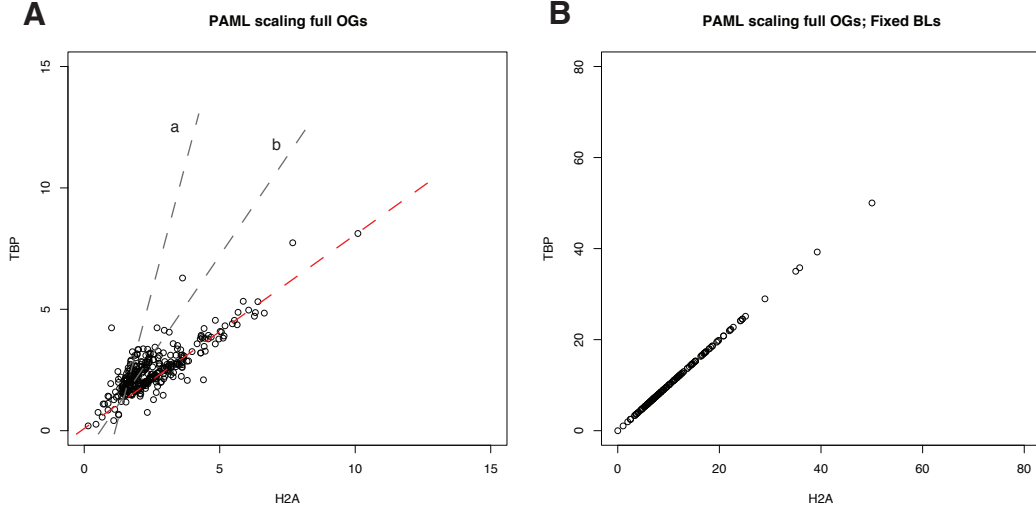 A
PAML scaling full OGs
15
10
5
0
TBP
a
b
0 5 10 15
H2A
B
PAML scaling full OGs; Fixed BLs
80
60
40
20
0
TBP
0 20 40 60 80
H2A